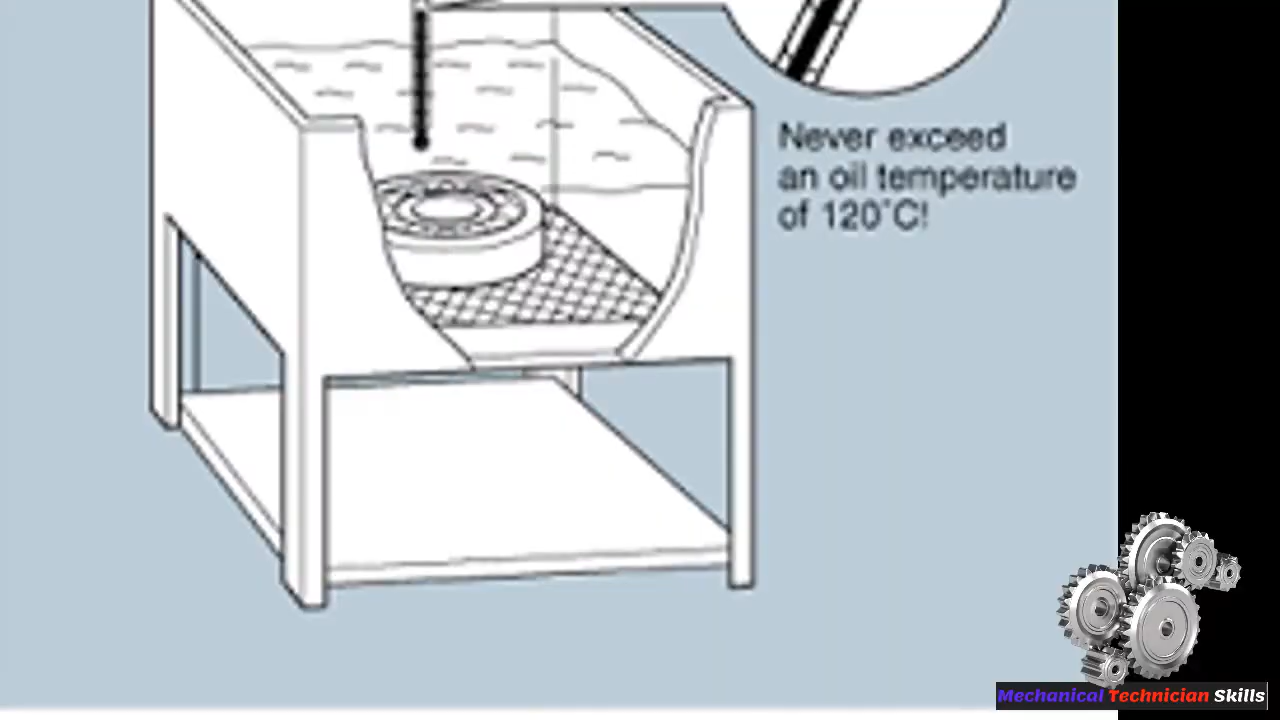 Never exceed
an oil temperature
of 120°C!
Mechanical Technician Skills